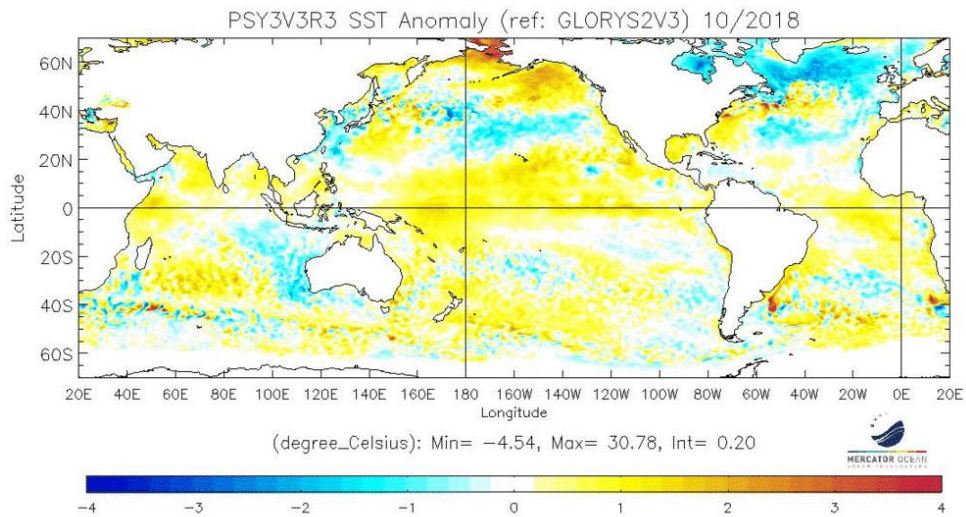 PSY3V3R3 SST Anomaly (ref: GLORYS2V3) 10/2018
60N
40N
20N
0
20S
40S
60S
Latitude
20E 40E 60E 80E 100E 120E 140E 160E 180 160W 140W 120W 100W 80W 60W 40W 20W 0E 20E
Longitude
(degree_Celsius): Min= -4.54, Max= 30.78, Int= 0.20
MERCATOR OCEAN
-4 -3 -2 -1 0 1 2 3 4